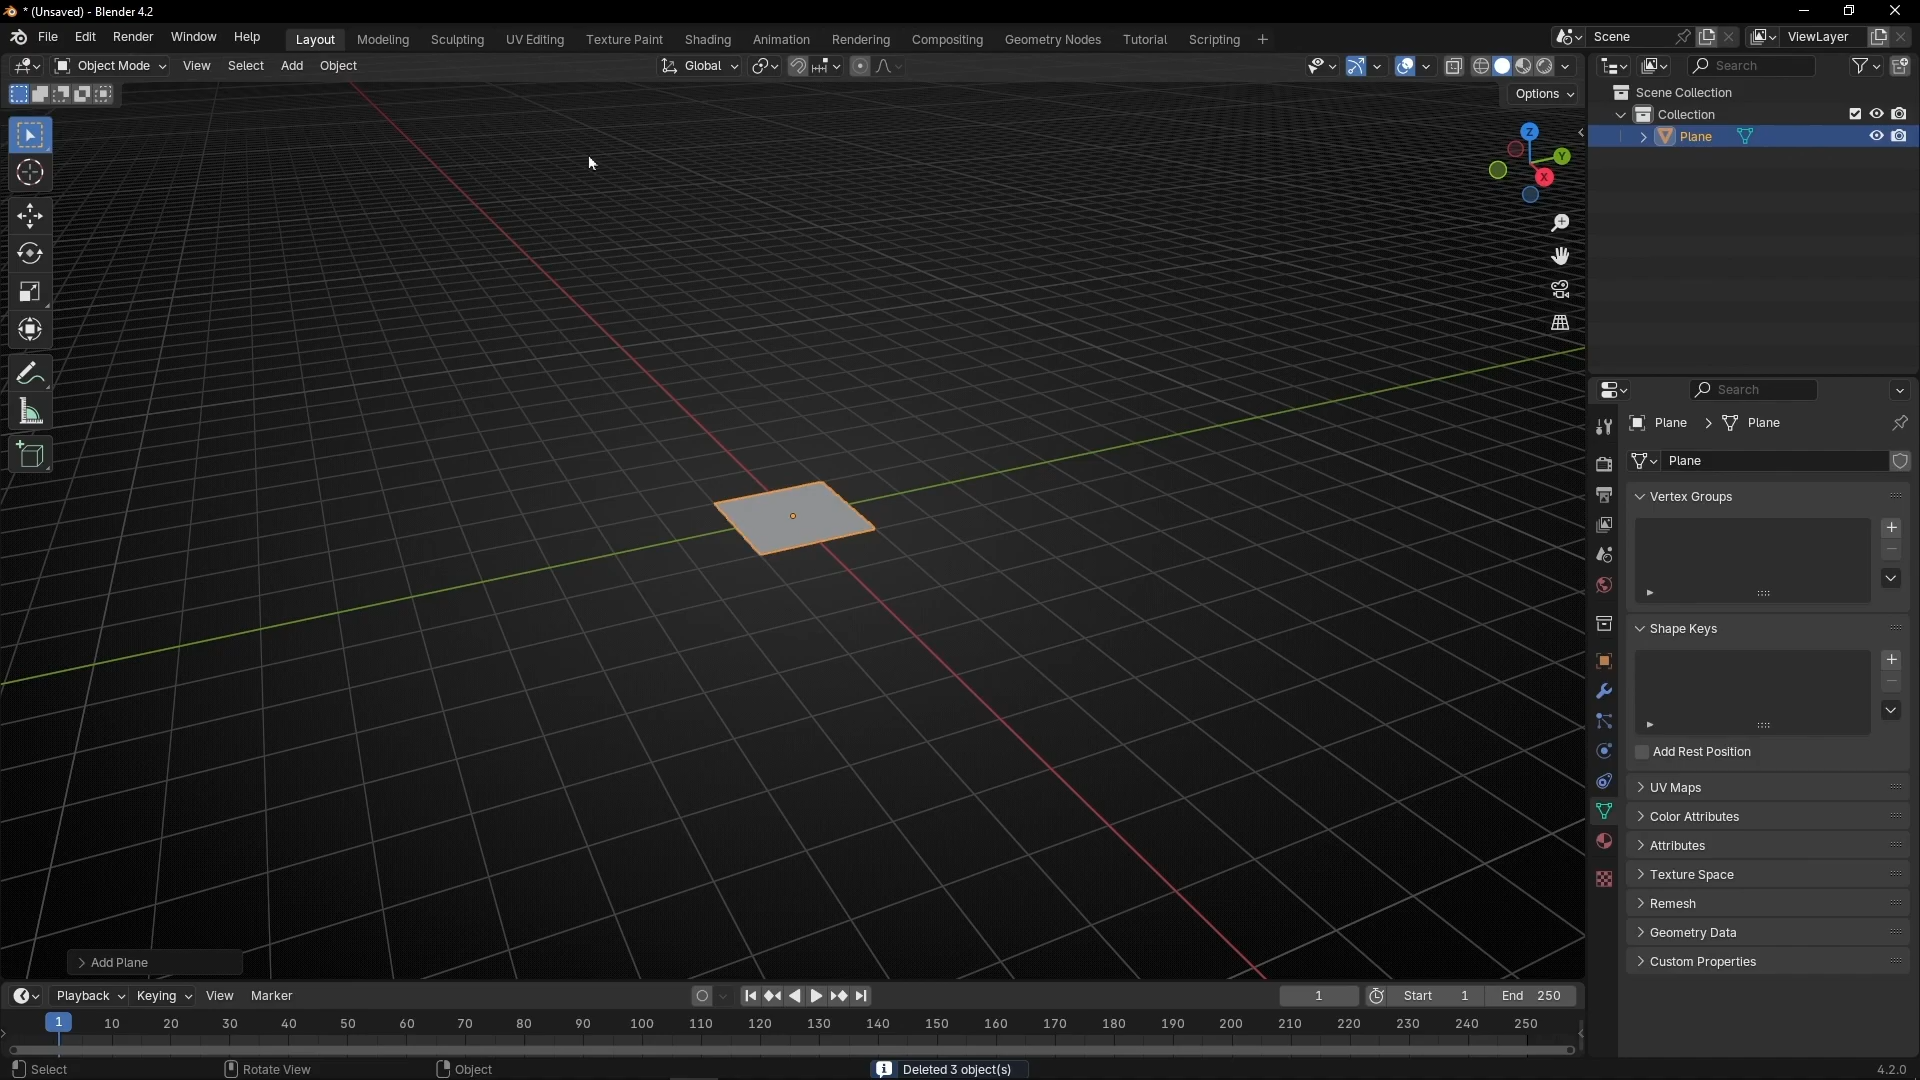 * (Unsaved) - Blender 4.2
File Edit Render Window Help Layout Modeling Sculpting UV Editing Texture Paint Shading Animation Rendering Compositing Geometry Nodes Tutorial Scripting + Scene ViewLayer
Object Mode View Select Add Object Global Search
Options
Scene Collection
Collection
Plane
Z
Y
X
Search
Plane > Plane
Plane
Vertex Groups
Shape Keys
Add Rest Position
UV Maps
Color Attributes
Attributes
Texture Space
Remesh
Geometry Data
Custom Properties
Add Plane
Playback Keying View Marker 1 Start 1 End 250
1 10 20 30 40 50 60 70 80 90 100 110 120 130 140 150 160 170 180 190 200 210 220 230 240 250
Select Rotate View Object Deleted 3 object(s) 4.2.0